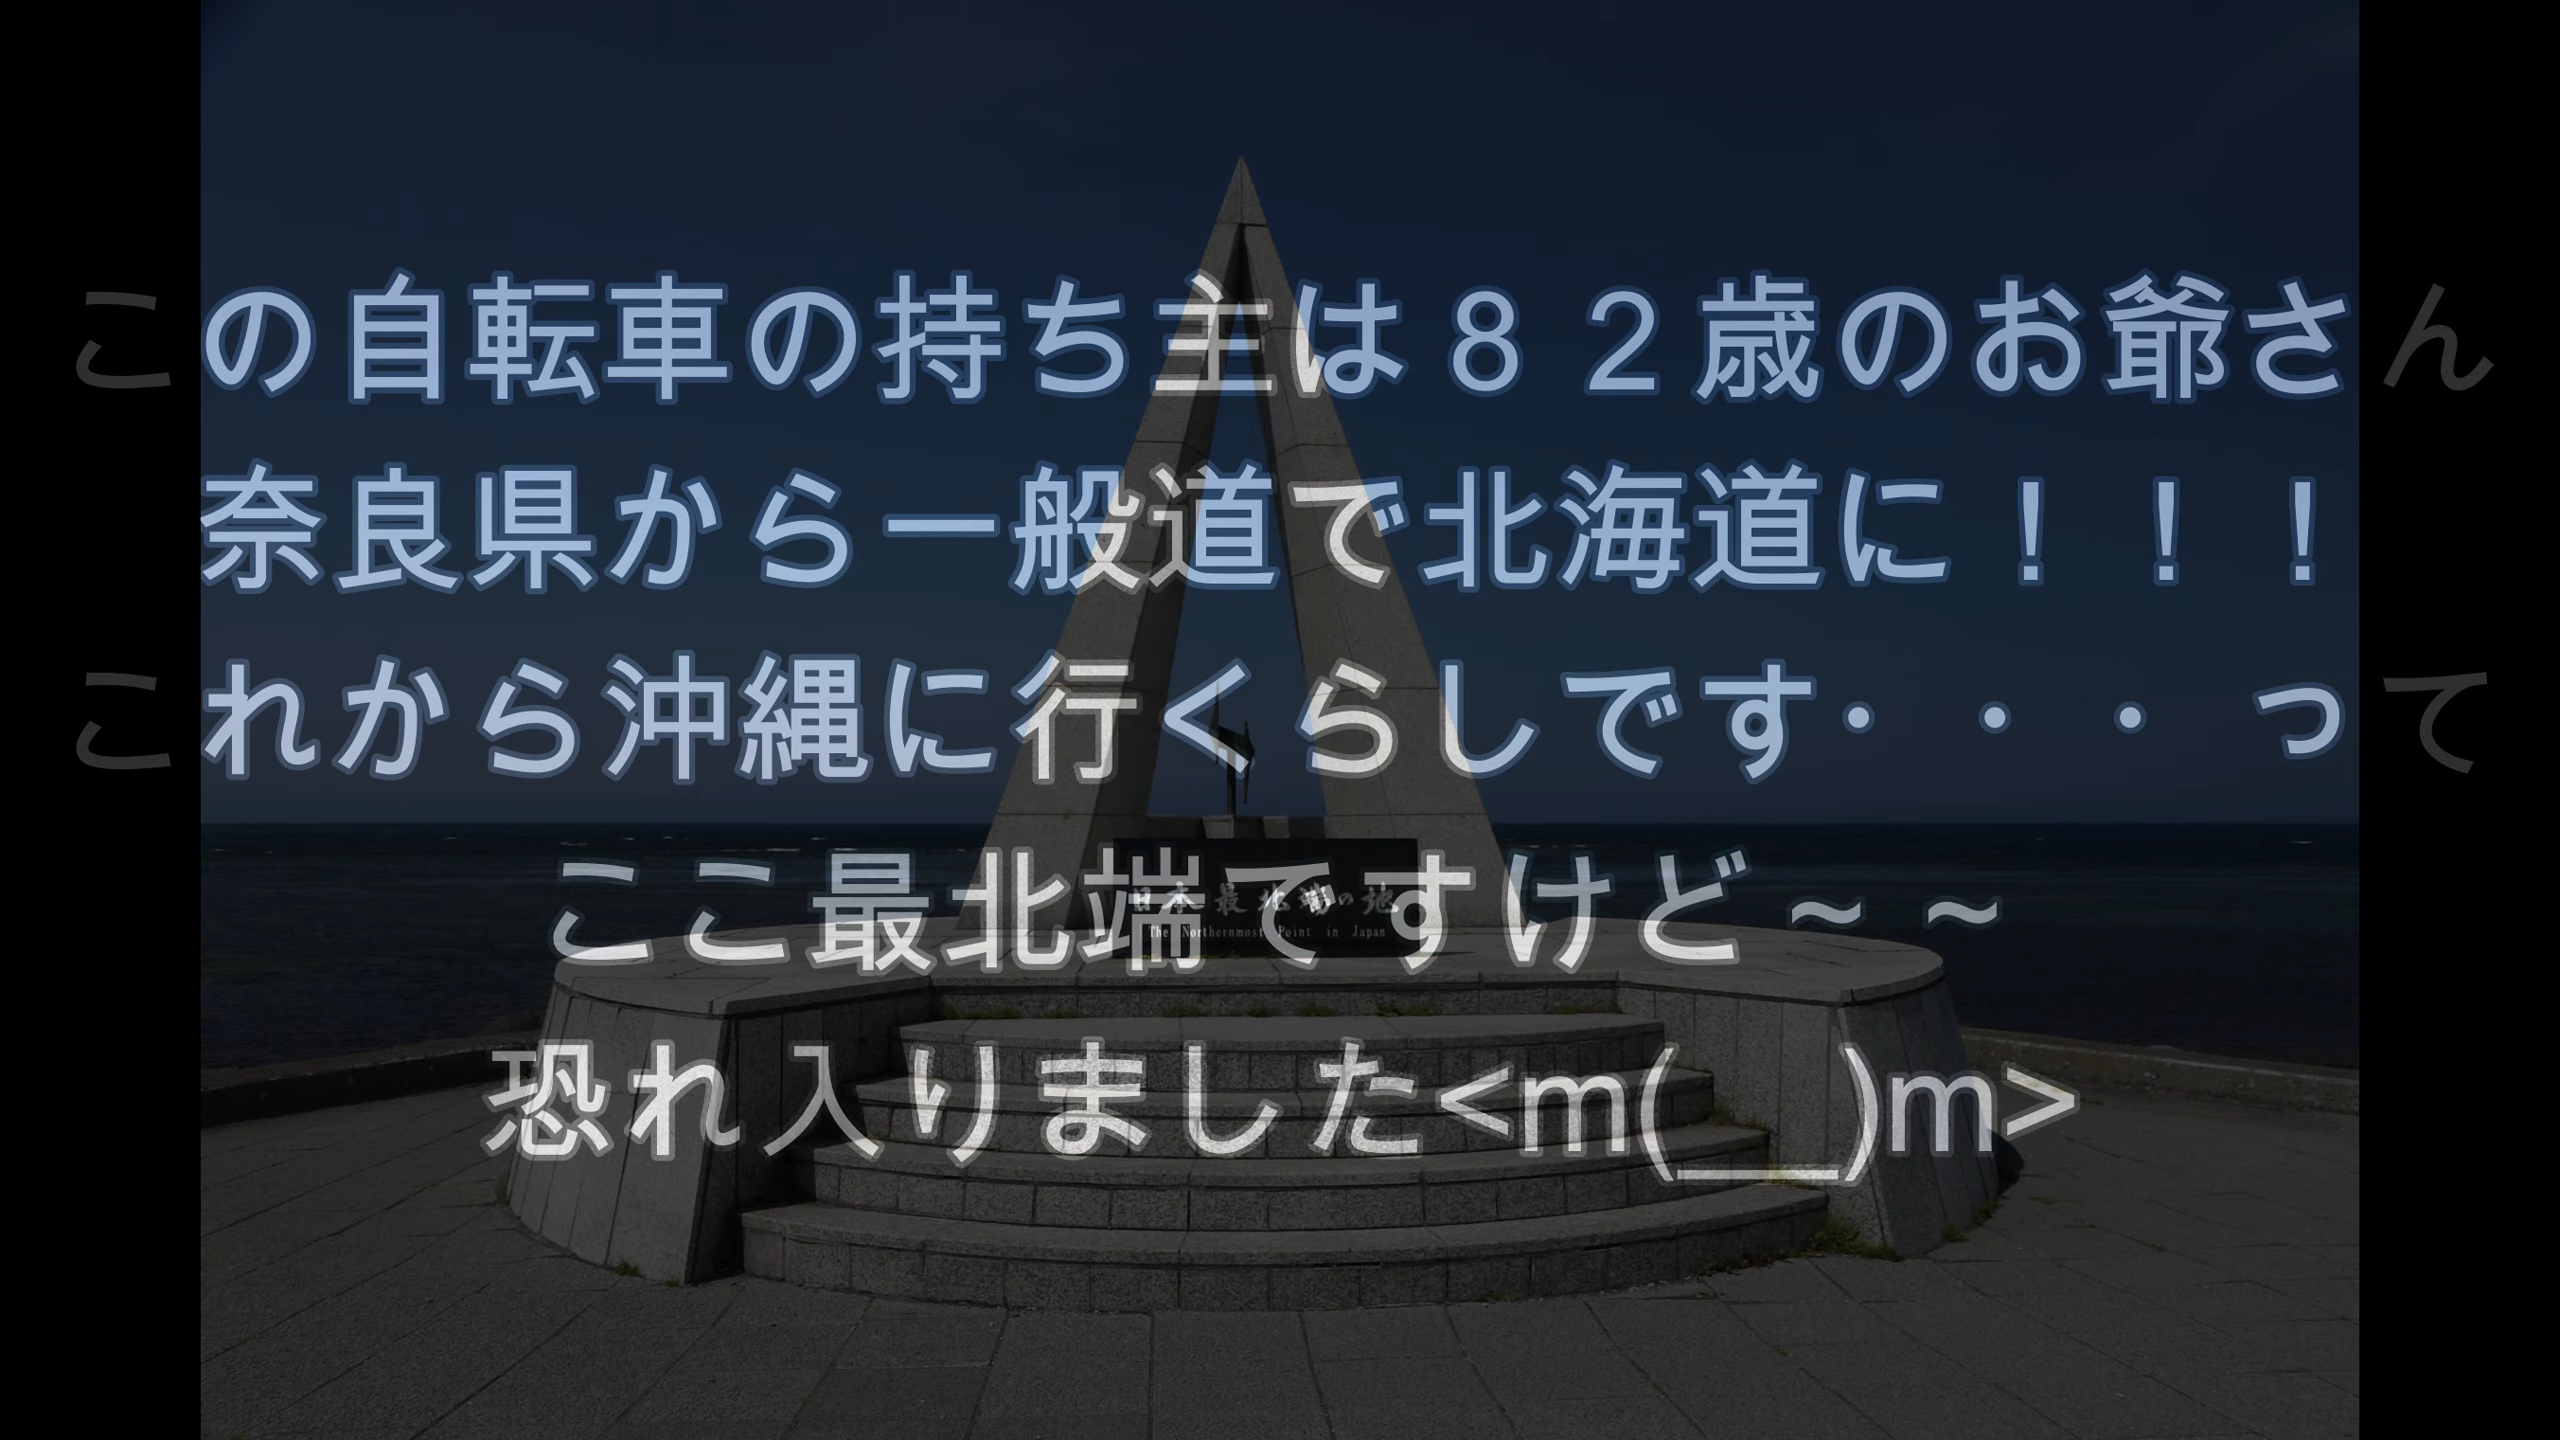 この自転車の持ち主は８２歳のお爺さん
奈良県から一般道で北海道に！！！
これから沖縄に行くらしです・・・って
ここ最北端ですけど~~
恐れ入りました<m(__)m>
日本最北端の地
The Northernmost Point in Japan